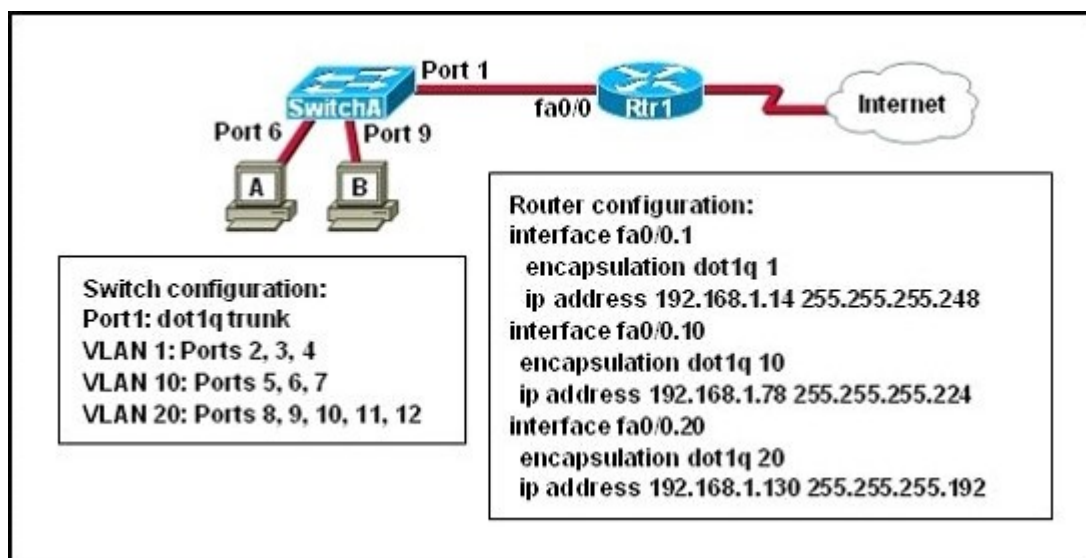 Port 1
SwitchA
fa0/0
Rtr1
Internet
Port 6
Port 9
A
B
Switch configuration:
Port1: dot1q trunk
VLAN 1: Ports 2, 3, 4
VLAN 10: Ports 5, 6, 7
VLAN 20: Ports 8, 9, 10, 11, 12
Router configuration:
interface fa0/0.1
encapsulation dot1q 1
ip address 192.168.1.14 255.255.255.248
interface fa0/0.10
encapsulation dot1q 10
ip address 192.168.1.78 255.255.255.224
interface fa0/0.20
encapsulation dot1q 20
ip address 192.168.1.130 255.255.255.192